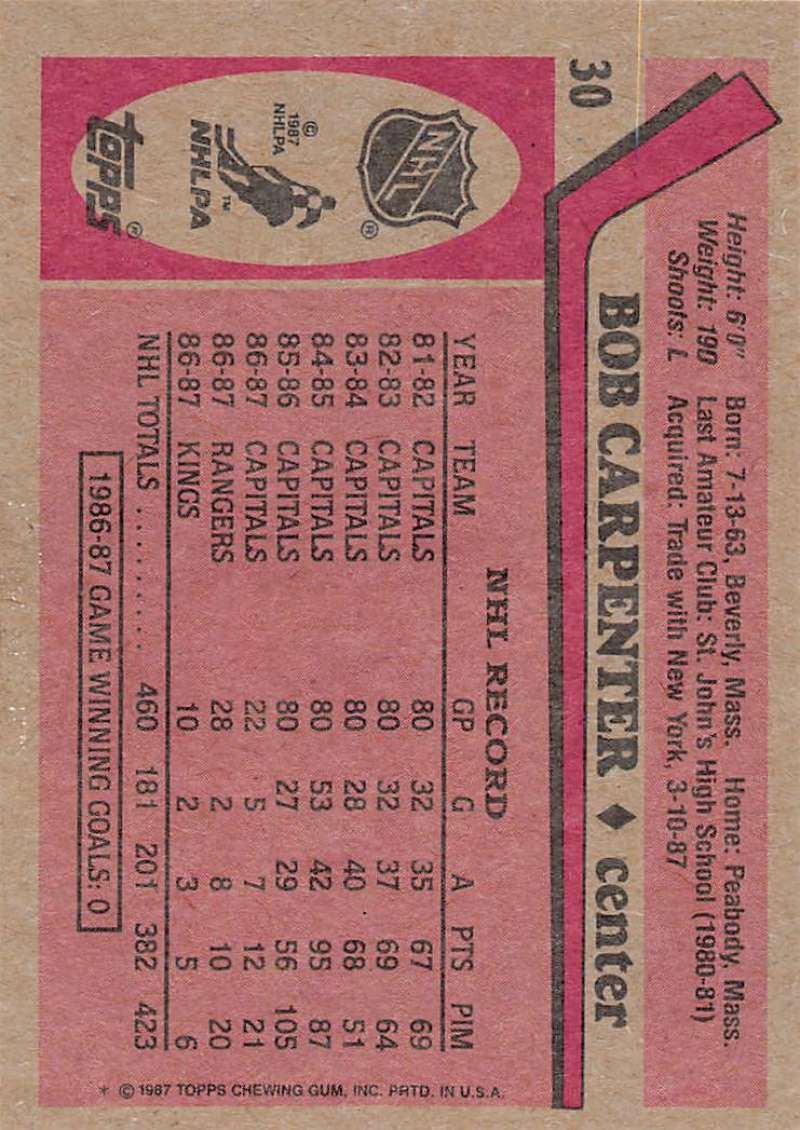 30
Height: 6'0" Born: 7-13-63, Beverly, Mass. Home: Peabody, Mass.
Weight: 190 Last Amateur Club: St. John's High School (1980-81)
Shoots: L Acquired: Trade with New York, 3-10-87
BOB CARPENTER ♦ center
NHL
®
© 1987 NHLPA
™
NHLPA
topps®
NHL RECORD
YEAR TEAM GP G A PTS PIM
81-82 CAPITALS 80 32 35 67 69
82-83 CAPITALS 80 32 37 69 64
83-84 CAPITALS 80 28 40 68 51
84-85 CAPITALS 80 53 42 95 87
85-86 CAPITALS 80 27 29 56 105
86-87 CAPITALS 22 5 7 12 21
86-87 RANGERS 28 2 8 10 20
86-87 KINGS 10 2 3 5 6
NHL TOTALS .......... 460 181 201 382 423
1986-87 GAME WINNING GOALS: 0
* © 1987 TOPPS CHEWING GUM, INC. PRTD. IN U.S.A.